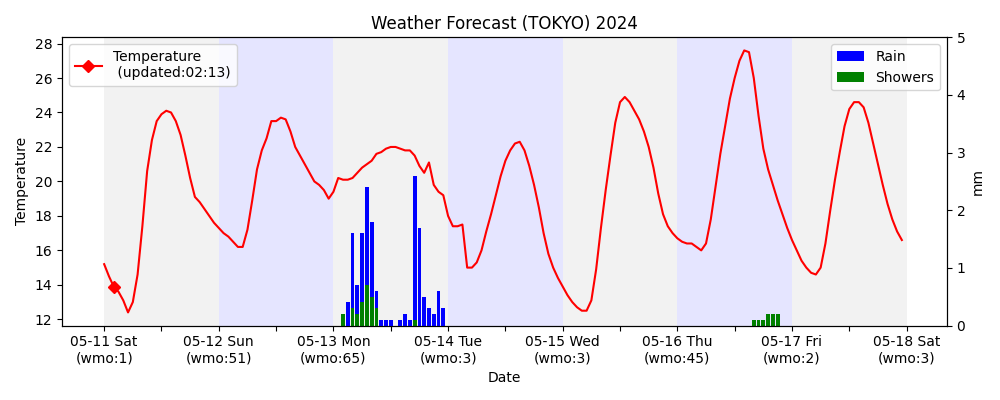 Weather Forecast (TOKYO) 2024
Temperature
(updated:02:13)
Rain
Showers
Temperature
28
26
24
22
20
18
16
14
12
5
4
3
2
1
0
mm
05-11 Sat
(wmo:1)
05-12 Sun
(wmo:51)
05-13 Mon
(wmo:65)
05-14 Tue
(wmo:3)
05-15 Wed
(wmo:3)
05-16 Thu
(wmo:45)
05-17 Fri
(wmo:2)
05-18 Sat
(wmo:3)
Date